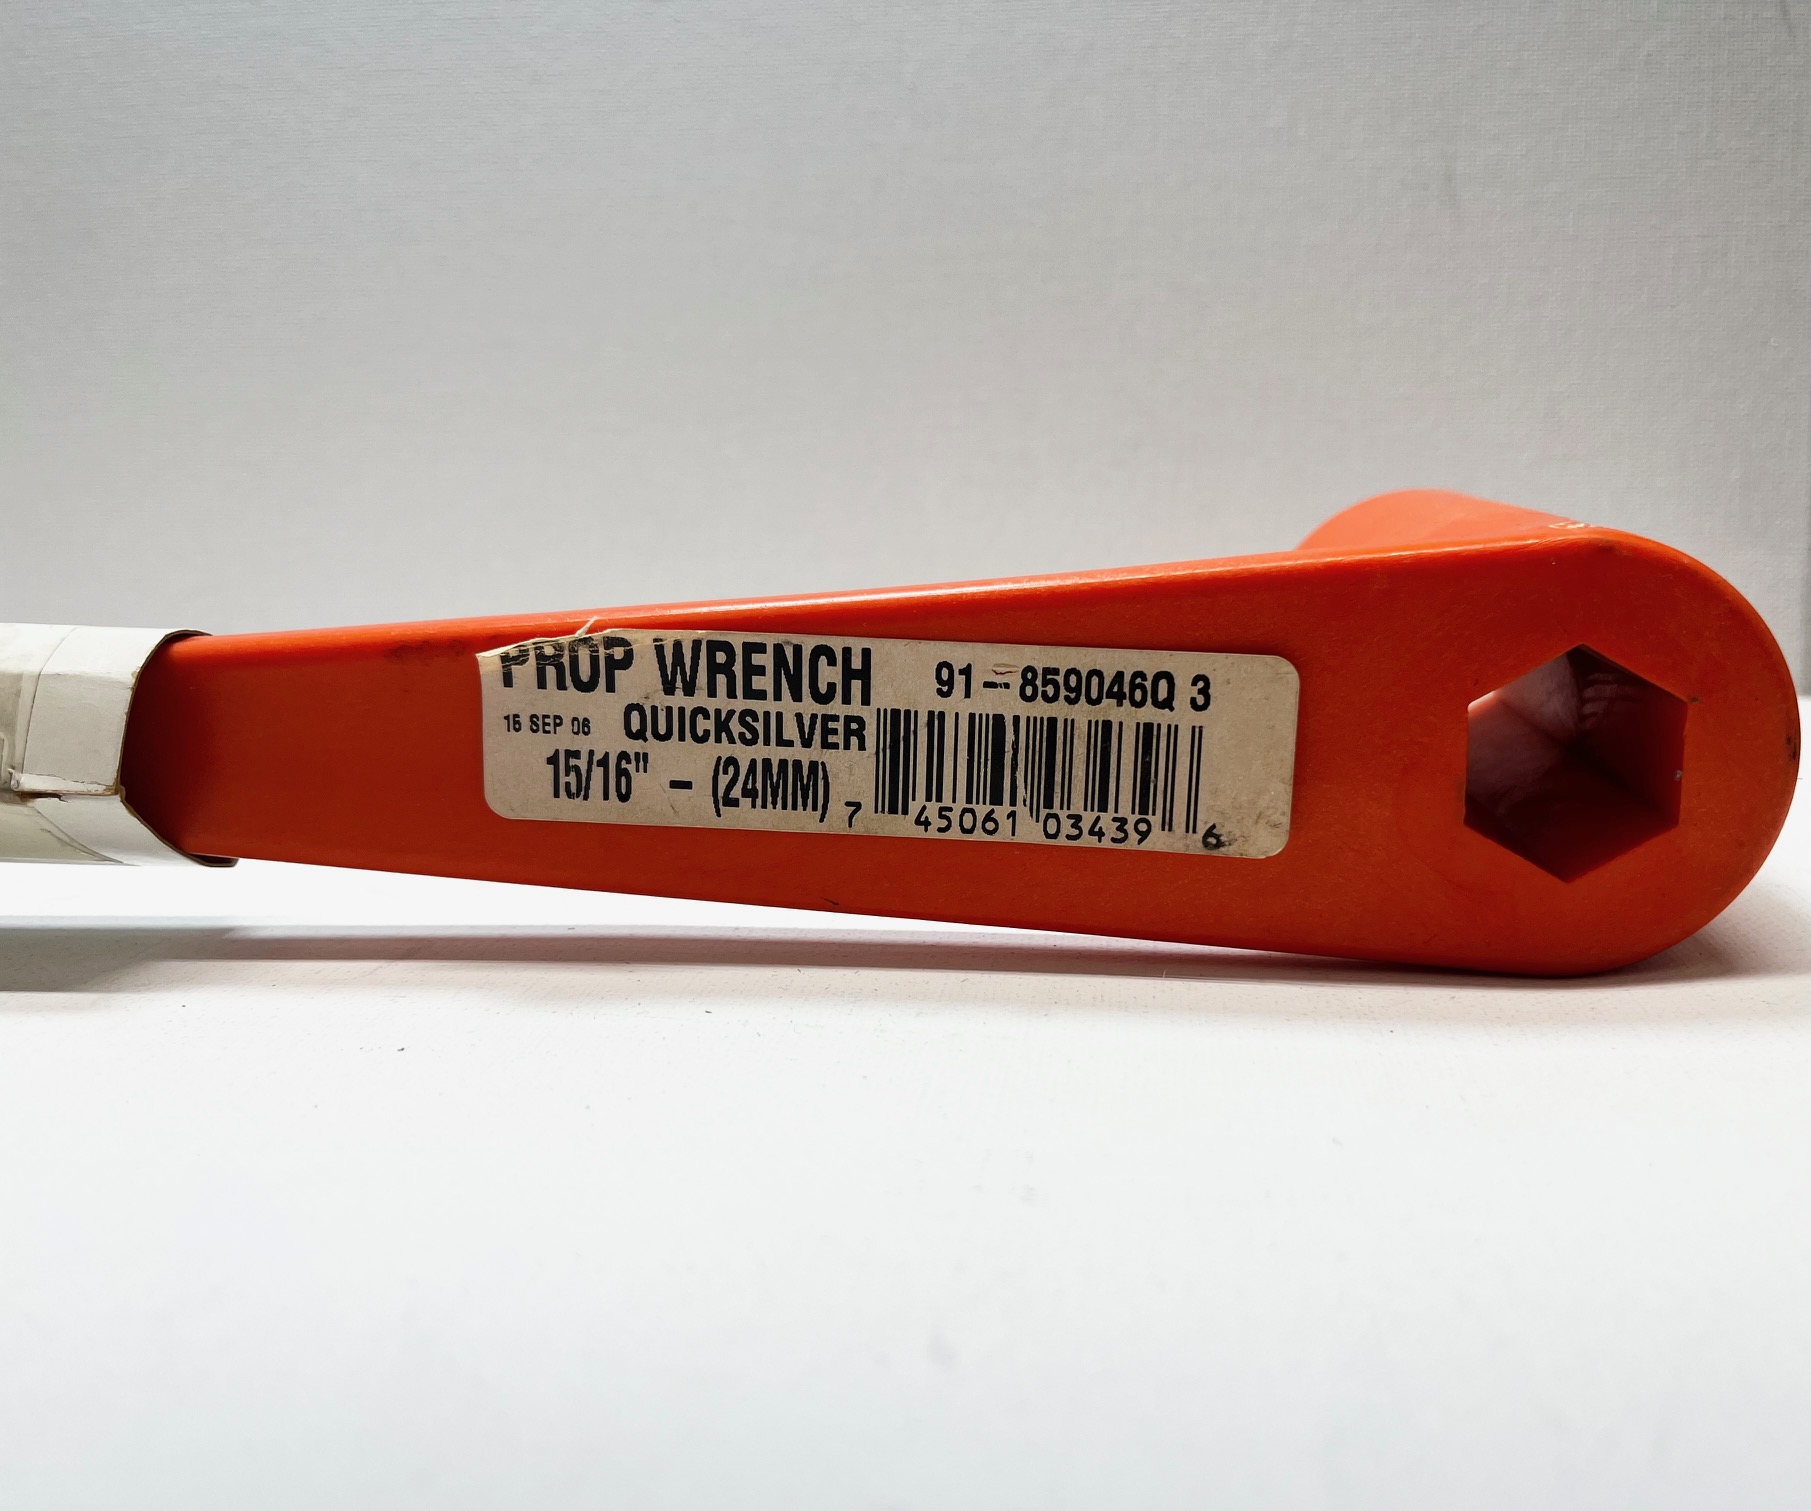 PROP WRENCH 91-859046Q 3
15 SEP 06 QUICKSILVER
15/16" - (24MM)
7 45061 03439 6